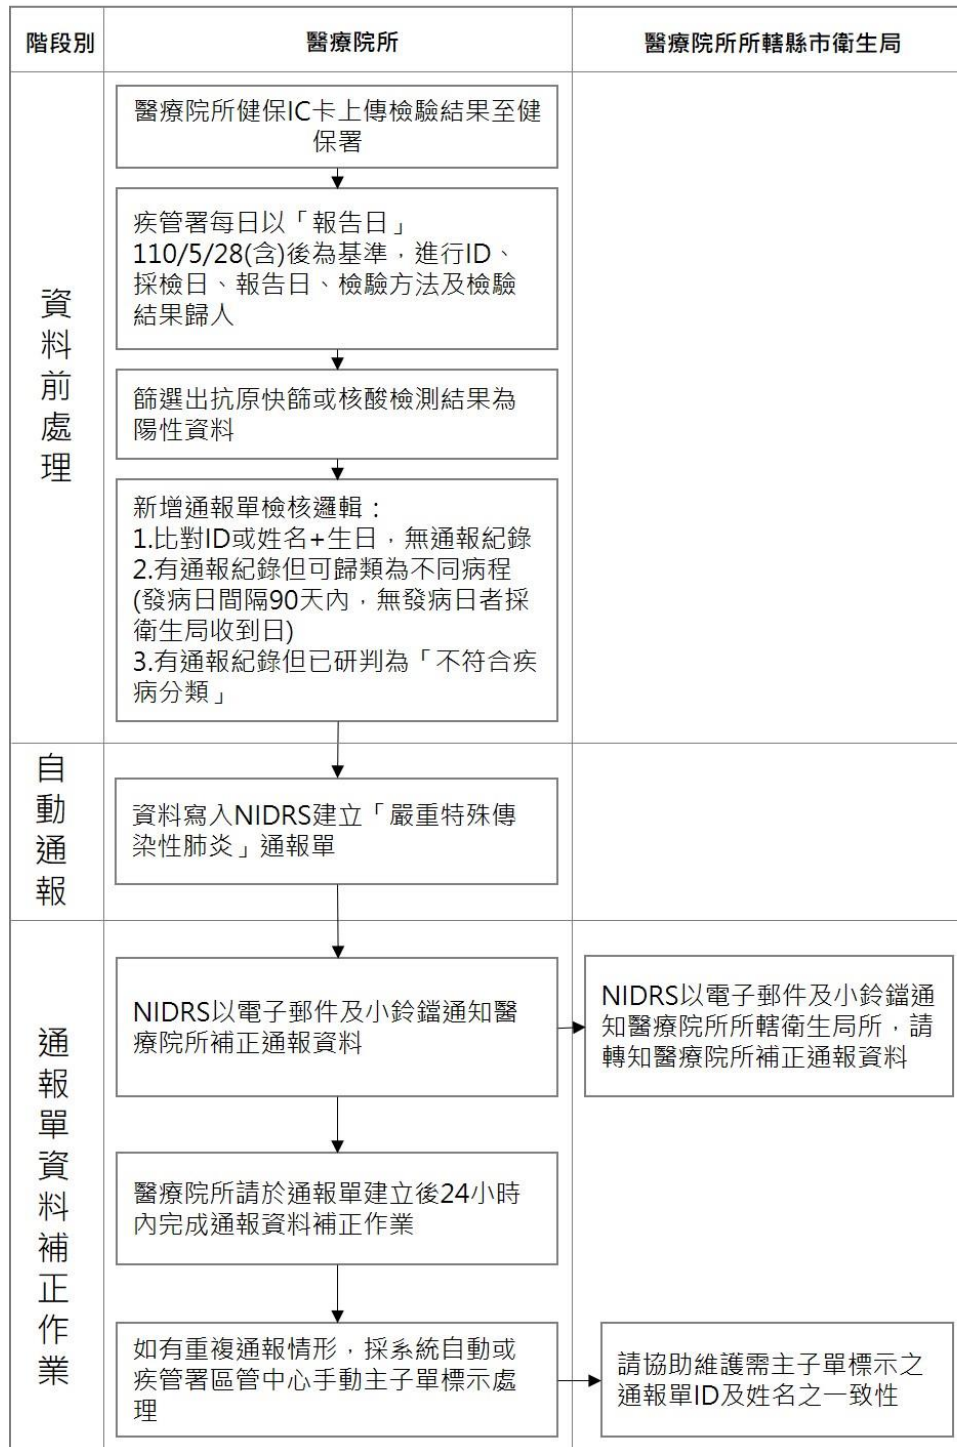 階段別
醫療院所
醫療院所所轄縣市衛生局
資料前處理
醫療院所健保IC卡上傳檢驗結果至健
保署
疾管署每日以「報告日」
110/5/28(含)後為基準，進行ID、
採檢日、報告日、檢驗方法及檢驗
結果歸人
篩選出抗原快篩或核酸檢測結果為
陽性資料
新增通報單檢核邏輯：
1.比對ID或姓名+生日，無通報紀錄
2.有通報紀錄但可歸類為不同病程
(發病日間隔90天內，無發病日者採
衛生局收到日)
3.有通報紀錄但已研判為「不符合疾
病分類」
自動通報
資料寫入NIDRS建立「嚴重特殊傳
染性肺炎」通報單
通報單資料補正作業
NIDRS以電子郵件及小鈴鐺通知醫
療院所補正通報資料
NIDRS以電子郵件及小鈴鐺通
知醫療院所所轄衛生局所，請
轉知醫療院所補正通報資料
醫療院所請於通報單建立後24小時
內完成通報資料補正作業
如有重複通報情形，採系統自動或
疾管署區管中心手動主子單標示處
理
請協助維護需主子單標示之
通報單ID及姓名之一致性